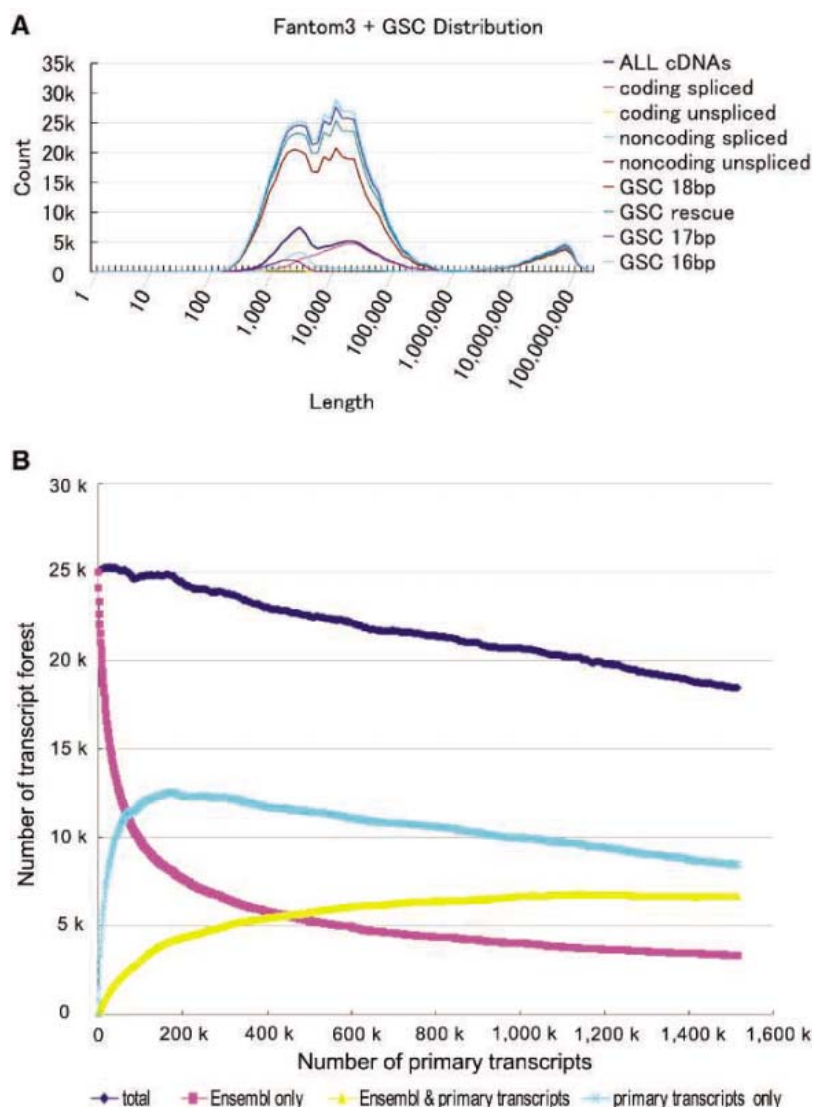 A
Fantom3 + GSC Distribution
35k
30k
25k
20k
15k
10k
5k
0
Count
1
10
100
1,000
10,000
100,000
1,000,000
10,000,000
100,000,000
Length
ALL cDNAs
coding spliced
coding unspliced
noncoding spliced
noncoding unspliced
GSC 18bp
GSC rescue
GSC 17bp
GSC 16bp
B
30 k
25 k
20 k
15 k
10 k
5 k
0
Number of transcript forest
0
200 k
400 k
600 k
800 k
1,000 k
1,200 k
1,400 k
1,600 k
Number of primary transcripts
total
Ensembl only
Ensembl & primary transcripts
primary transcripts only